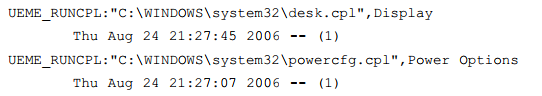 UEME_RUNCPL:"C:\WINDOWS\system32\desk.cpl",Display
Thu Aug 24 21:27:45 2006 -- (1)
UEME_RUNCPL:"C:\WINDOWS\system32\powercfg.cpl",Power Options
Thu Aug 24 21:27:07 2006 -- (1)